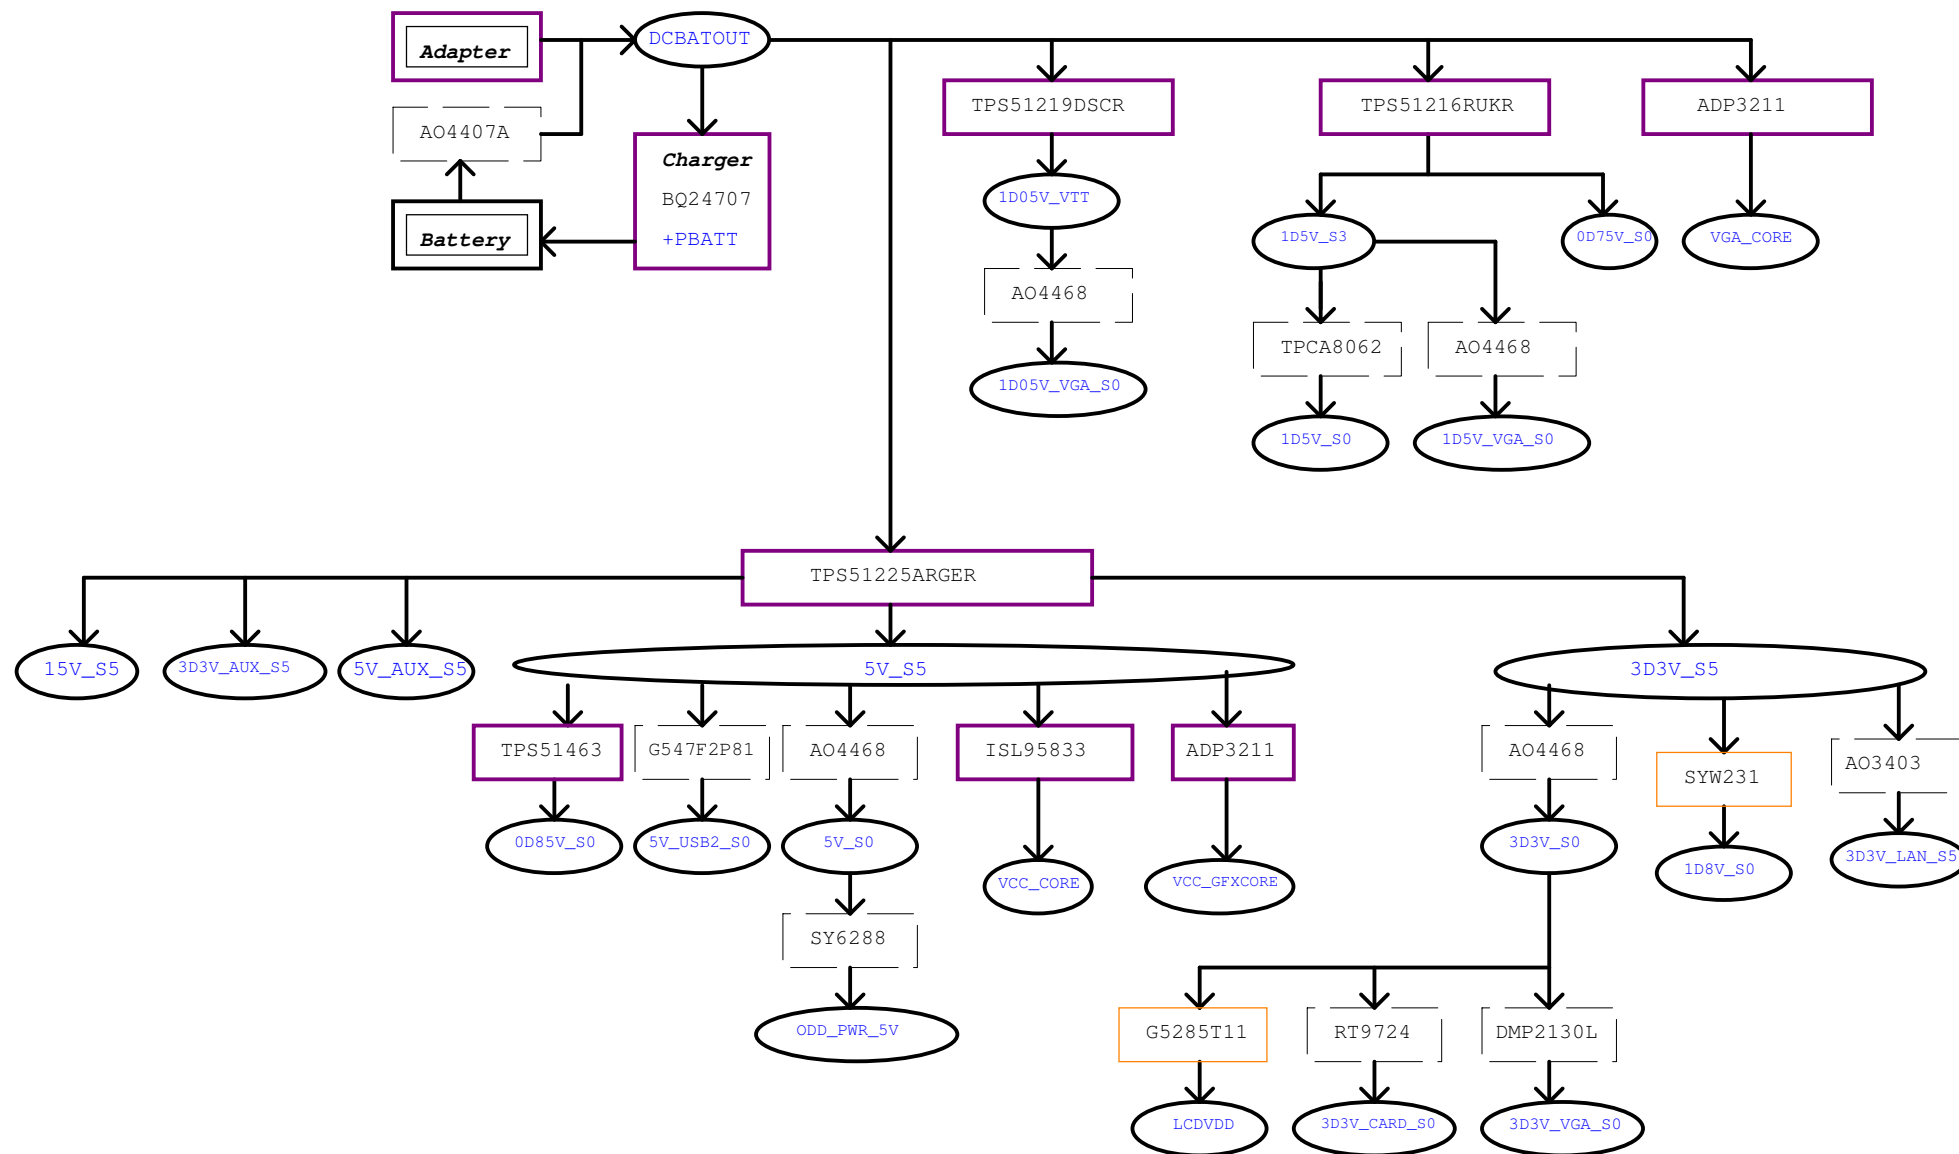 Adapter
DCBATOUT
AO4407A
Battery
Charger
BQ24707
+PBATT
TPS51219DSCR
1D05V_VTT
AO4468
1D05V_VGA_S0
TPS51216RUKR
1D5V_S3
0D75V_S0
TPCA8062
AO4468
1D5V_S0
1D5V_VGA_S0
ADP3211
VGA_CORE
TPS51225ARGER
15V_S5
3D3V_AUX_S5
5V_AUX_S5
5V_S5
3D3V_S5
TPS51463
G547F2P81
AO4468
ISL95833
ADP3211
0D85V_S0
5V_USB2_S0
5V_S0
VCC_CORE
VCC_GFXCORE
SY6288
ODD_PWR_5V
AO4468
SYW231
AO3403
3D3V_S0
1D8V_S0
3D3V_LAN_S5
G5285T11
RT9724
DMP2130L
LCDVDD
3D3V_CARD_S0
3D3V_VGA_S0